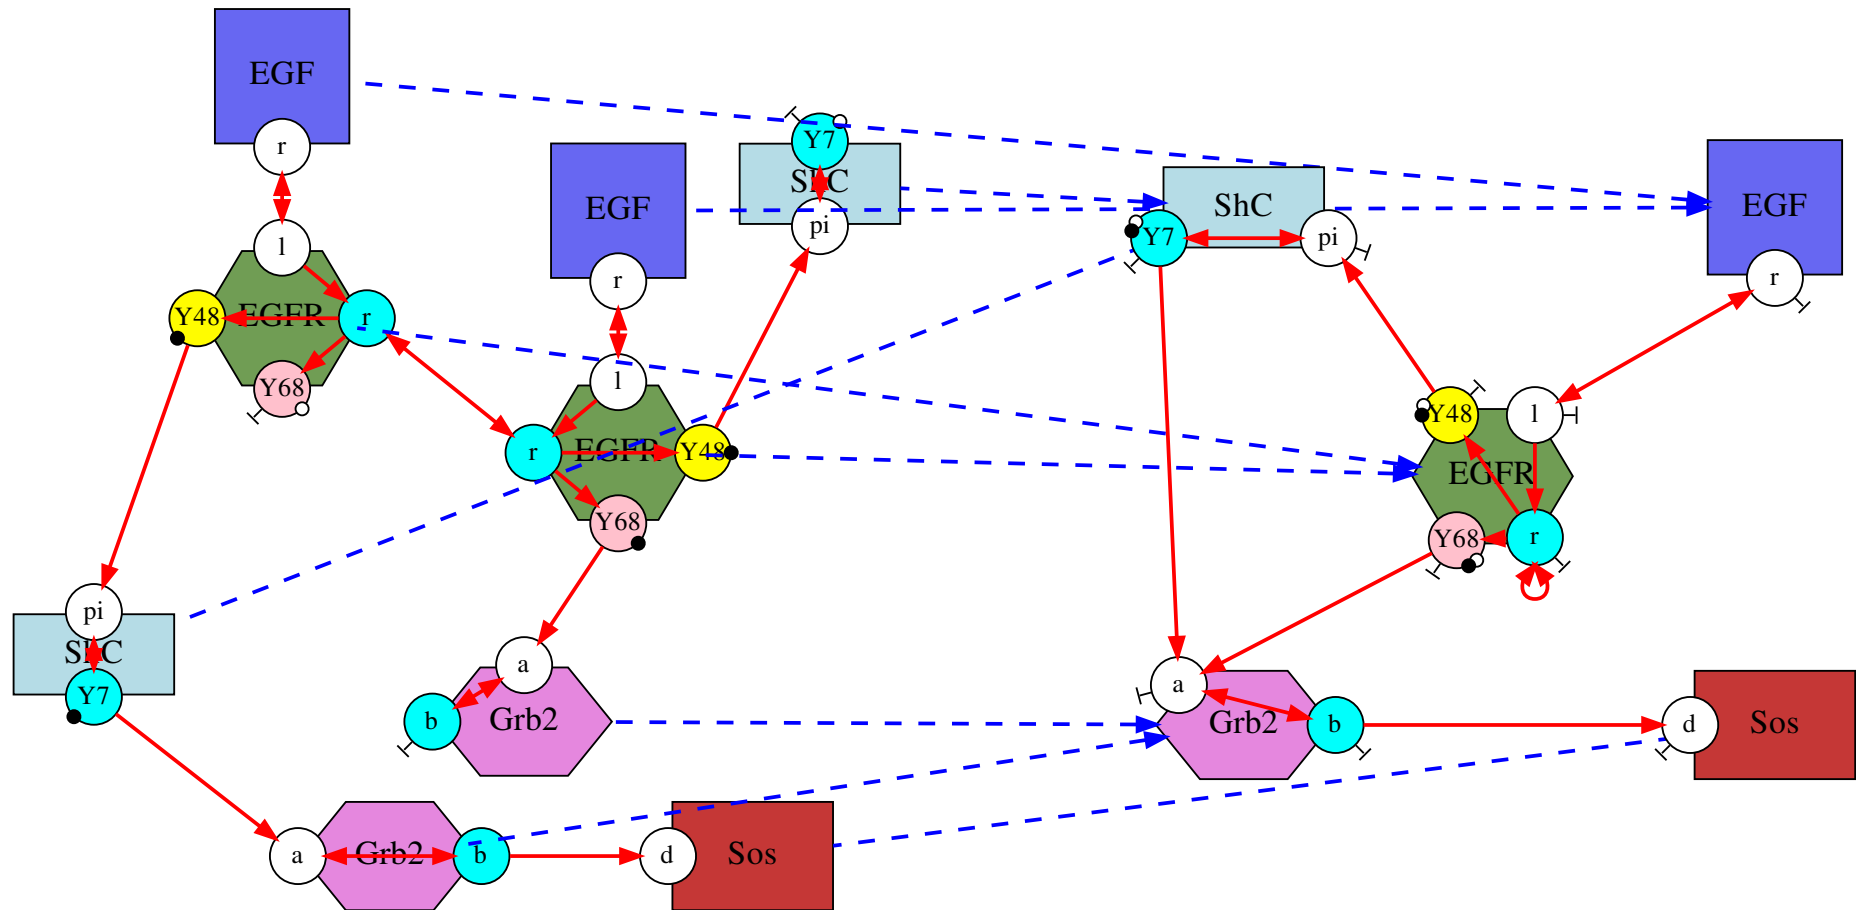 EGF
r
l
EGFR
Y48
r
Y68
EGF
r
l
EGFR
r
Y48
Y68
Y7
ShC
pi
pi
ShC
Y7
a
b
Grb2
a
Grb2
b
d
Sos
ShC
Y7
pi
EGF
r
Y48
l
EGFR
Y68
r
a
Grb2
b
d
Sos